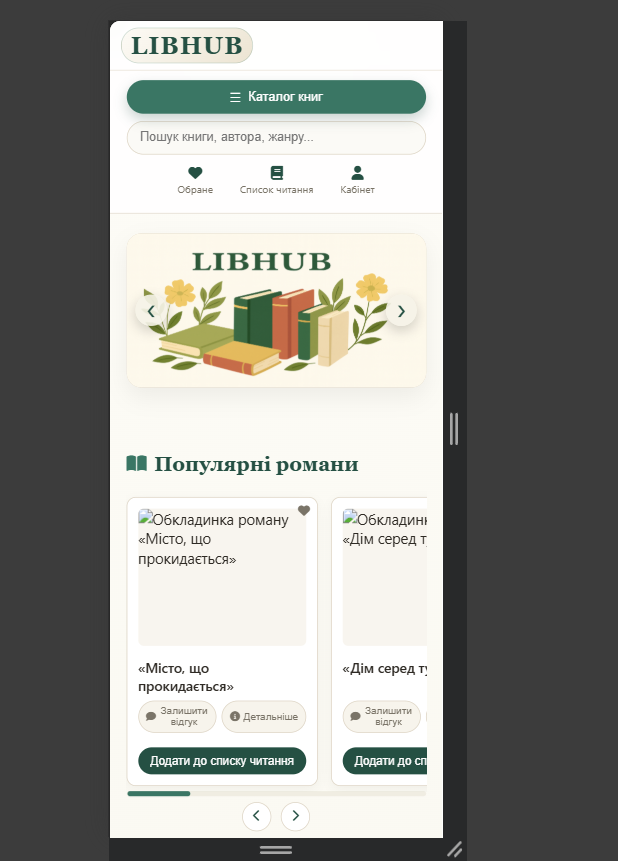 LIBHUB
Каталог книг
Пошук книги, автора, жанру...
Обране
Список читання
Кабінет
LIBHUB
Популярні романи
Обкладинка роману
«Місто, що
прокидається»
Обкладин
«Дім серед т
«Місто, що
прокидається»
«Дім серед ту
Залишити
відгук
Детальніше
Залишити
відгук
Додати до списку читання
Додати до сп